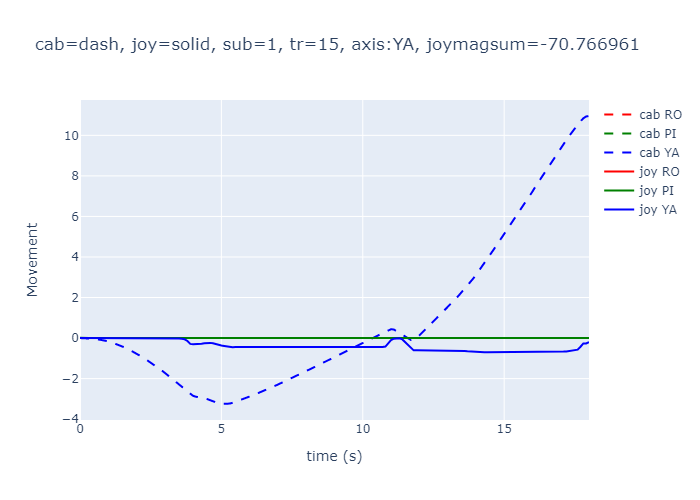 cab=dash, joy=solid, sub=1, tr=15, axis:YA, joymagsum=-70.766961
Movement
10
8
6
4
2
0
−2
−4
0
5
10
15
time (s)
cab RO
cab PI
cab YA
joy RO
joy PI
joy YA